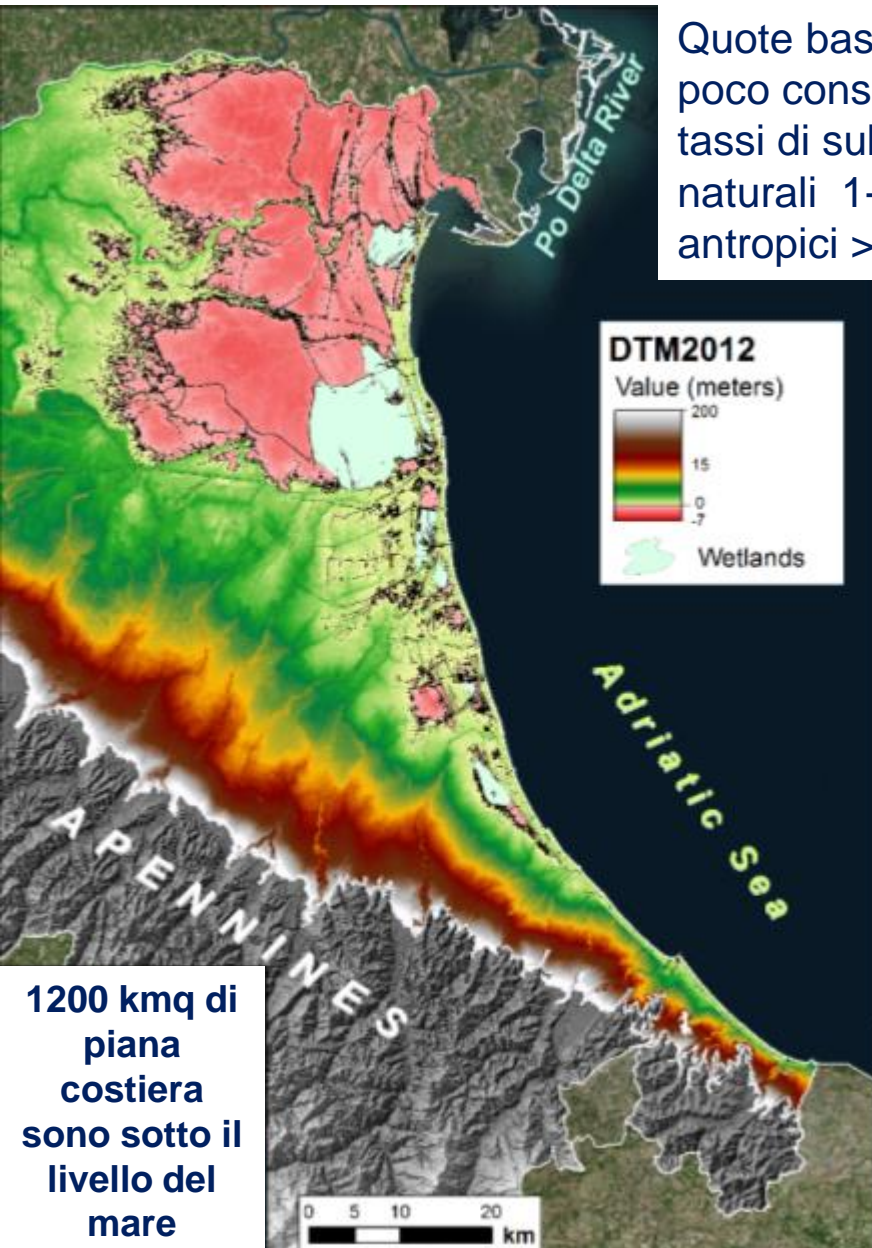 Quote bas
poco cons
tassi di sul
naturali 1-
antropici >
Po Delta River
DTM2012
Value (meters)
200
15
0
-7
Wetlands
Adriatic Sea
APENNINES
1200 kmq di
piana
costiera
sono sotto il
livello del
mare
0 5 10 20
km